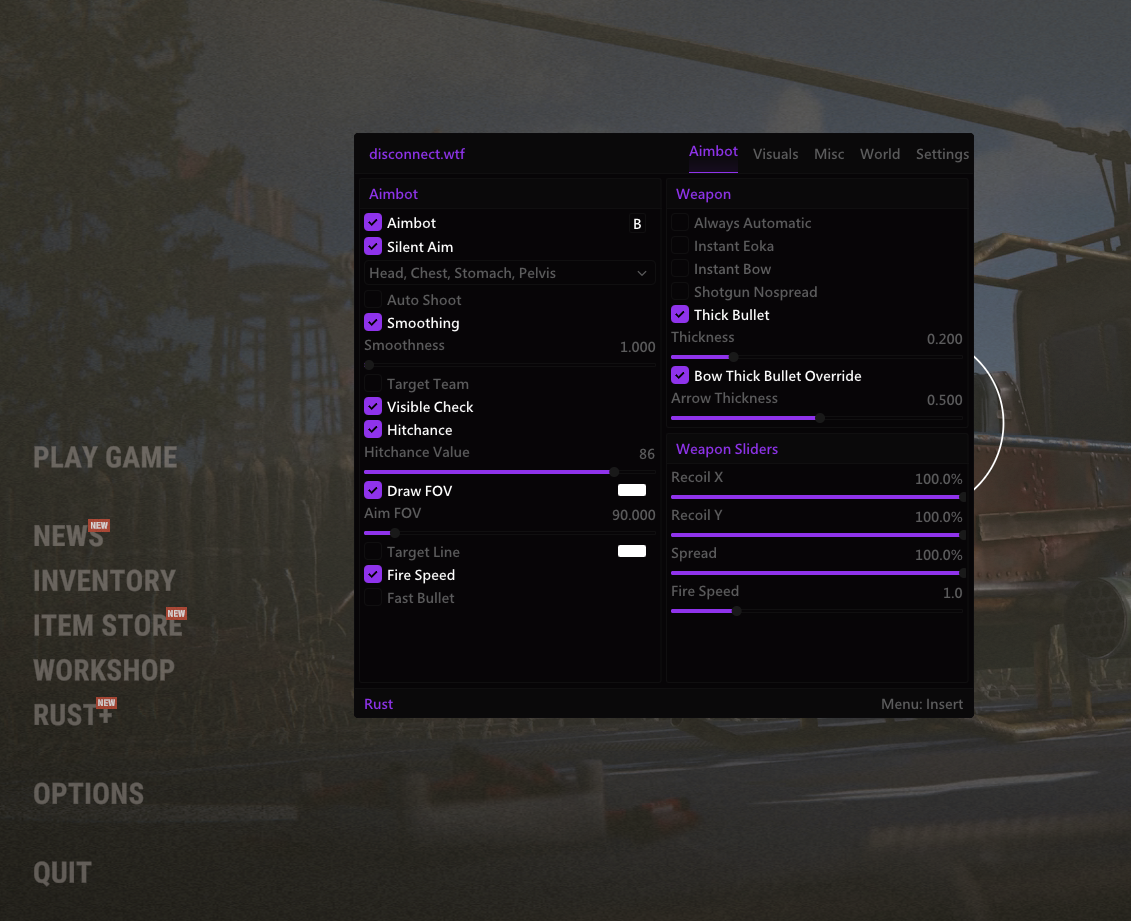 disconnect.wtf
Aimbot Visuals Misc World Settings
Aimbot
Aimbot B
Silent Aim
Head, Chest, Stomach, Pelvis
Auto Shoot
Smoothing
Smoothness 1.000
Target Team
Visible Check
Hitchance
Hitchance Value 86
Draw FOV
Aim FOV 90.000
Target Line
Fire Speed
Fast Bullet
Weapon
Always Automatic
Instant Eoka
Instant Bow
Shotgun Nospread
Thick Bullet
Thickness 0.200
Bow Thick Bullet Override
Arrow Thickness 0.500
Weapon Sliders
Recoil X 100.0%
Recoil Y 100.0%
Spread 100.0%
Fire Speed 1.0
Rust Menu: Insert
PLAY GAME
NEWS NEW
INVENTORY
ITEM STORE NEW
WORKSHOP
RUST+ NEW
OPTIONS
QUIT